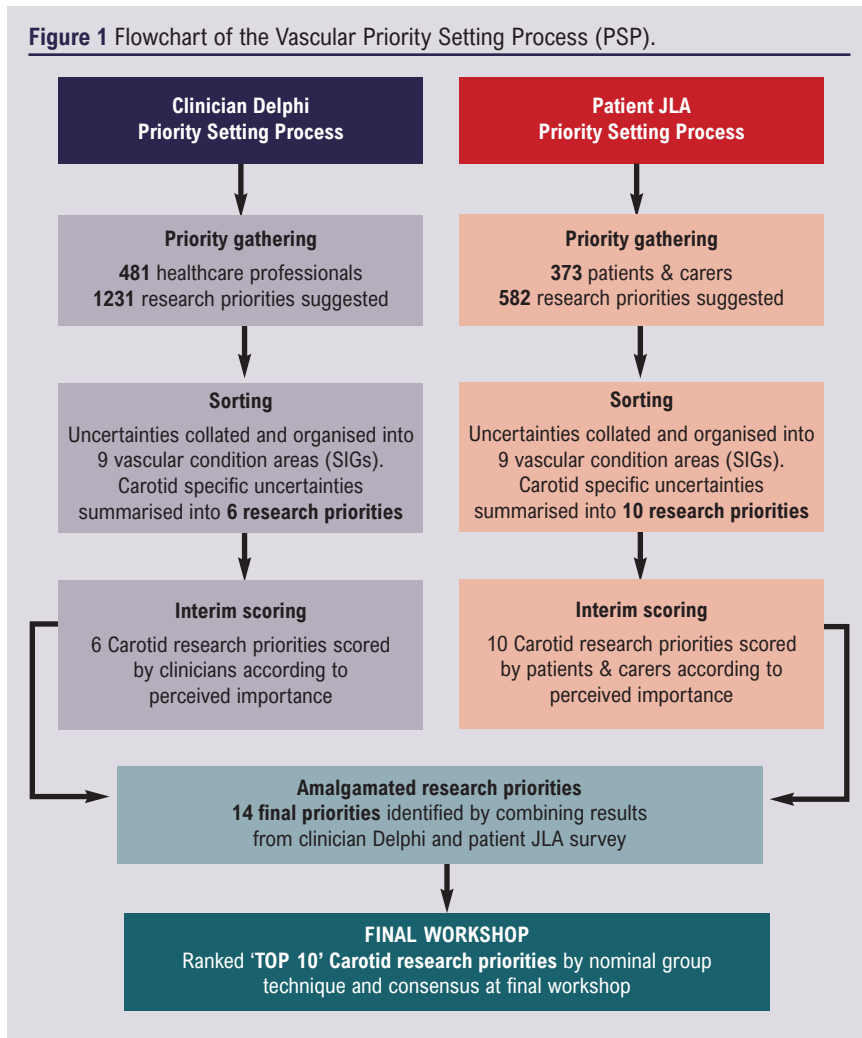 Figure 1 Flowchart of the Vascular Priority Setting Process (PSP).
Clinician Delphi
Priority Setting Process
Priority gathering
481 healthcare professionals
1231 research priorities suggested
Sorting
Uncertainties collated and organised into
9 vascular condition areas (SIGs).
Carotid specific uncertainties
summarised into 6 research priorities
Interim scoring
6 Carotid research priorities scored
by clinicians according to
perceived importance
Patient JLA
Priority Setting Process
Priority gathering
373 patients & carers
582 research priorities suggested
Sorting
Uncertainties collated and organised into
9 vascular condition areas (SIGs).
Carotid specific uncertainties
summarised into 10 research priorities
Interim scoring
10 Carotid research priorities scored
by patients & carers according to
perceived importance
Amalgamated research priorities
14 final priorities identified by combining results
from clinician Delphi and patient JLA survey
FINAL WORKSHOP
Ranked ‘TOP 10’ Carotid research priorities by nominal group
technique and consensus at final workshop